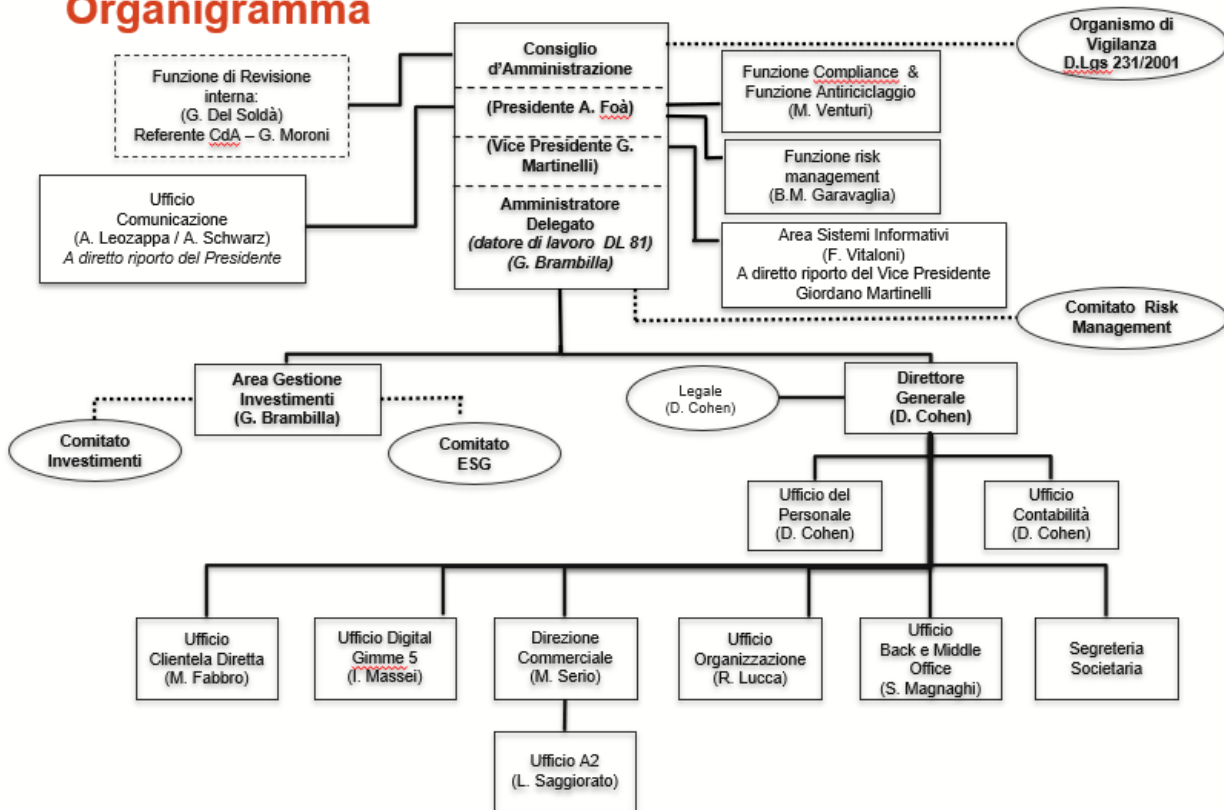 Organigramma
Consiglio
d'Amministrazione
(Presidente A. Foà)
(Vice Presidente G.
Martinelli)
Amministratore
Delegato
(datore di lavoro DL 81)
(G. Brambilla)
Organismo di
Vigilanza
D.Lgs 231/2001
Funzione di Revisione
interna:
(G. Del Soldà)
Referente CdA – G. Moroni
Funzione Compliance &
Funzione Antiriciclaggio
(M. Venturi)
Funzione risk
management
(B.M. Garavaglia)
Ufficio
Comunicazione
(A. Leozappa / A. Schwarz)
A diretto riporto del Presidente
Area Sistemi Informativi
(F. Vitaloni)
A diretto riporto del Vice Presidente
Giordano Martinelli
Comitato Risk
Management
Area Gestione
Investimenti
(G. Brambilla)
Legale
(D. Cohen)
Direttore
Generale
(D. Cohen)
Comitato
Investimenti
Comitato
ESG
Ufficio del
Personale
(D. Cohen)
Ufficio
Contabilità
(D. Cohen)
Ufficio
Clientela Diretta
(M. Fabbro)
Ufficio Digital
Gimme 5
(I. Massei)
Direzione
Commerciale
(M. Serio)
Ufficio
Organizzazione
(R. Lucca)
Ufficio
Back e Middle
Office
(S. Magnaghi)
Segreteria
Societaria
Ufficio A2
(L. Saggiorato)